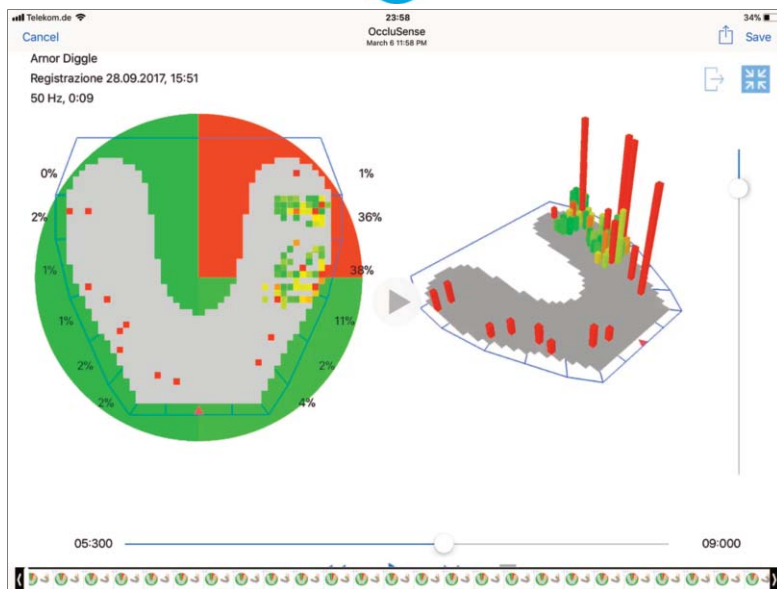 Telekom.de
23:58
34%
Cancel
OccluSense
Save
March 6 11:58 PM
Arnor Diggle
Registrazione 28.09.2017, 15:51
50 Hz, 0:09
0%
1%
2%
36%
1%
38%
1%
11%
2%
2%
2%
4%
05:300
09:000